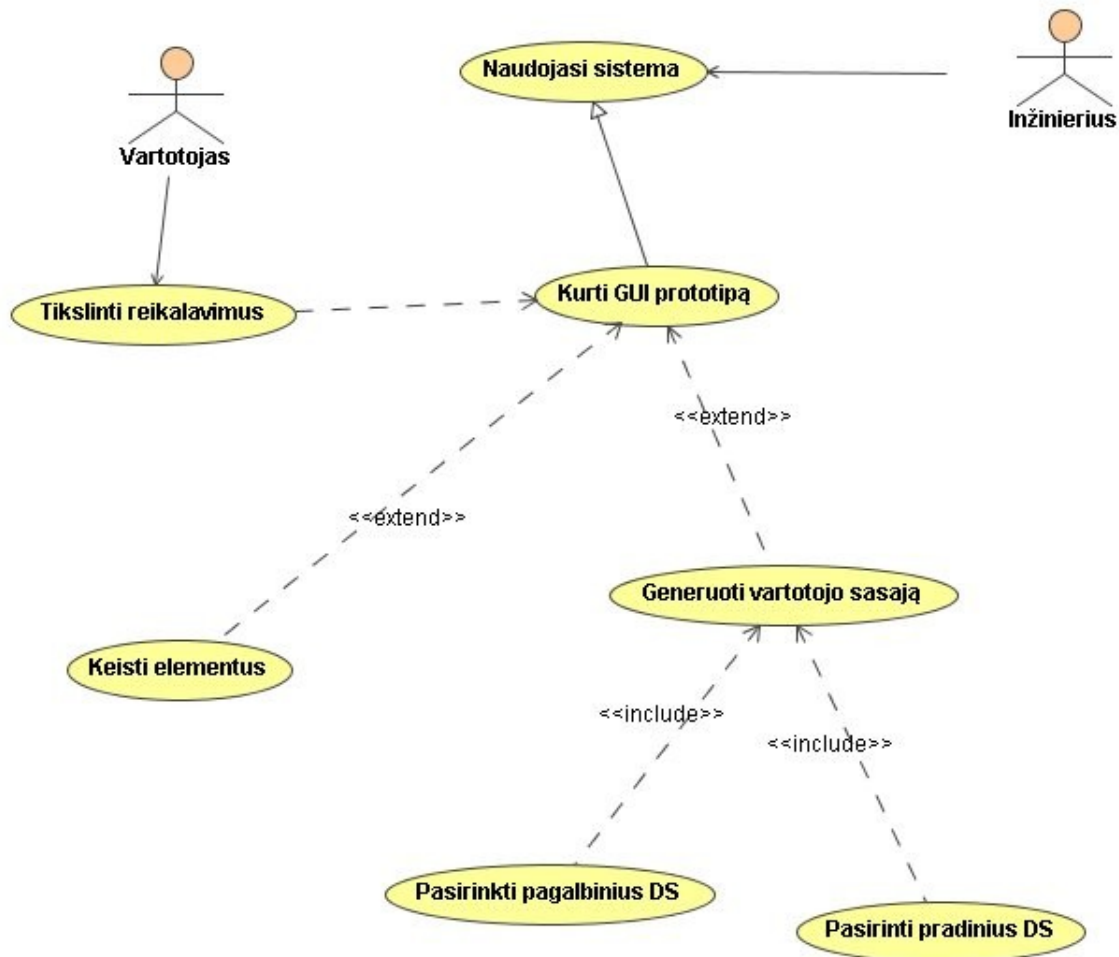 Naudojasi sistema
Inžinierius
Vartotojas
Tikslinti reikalavimus
Kurti GUI prototipą
<<extend>>
<<extend>>
Generuoti vartotojo sasają
Keisti elementus
<<include>>
<<include>>
Pasirinkti pagalbinius DS
Pasirinti pradinius DS